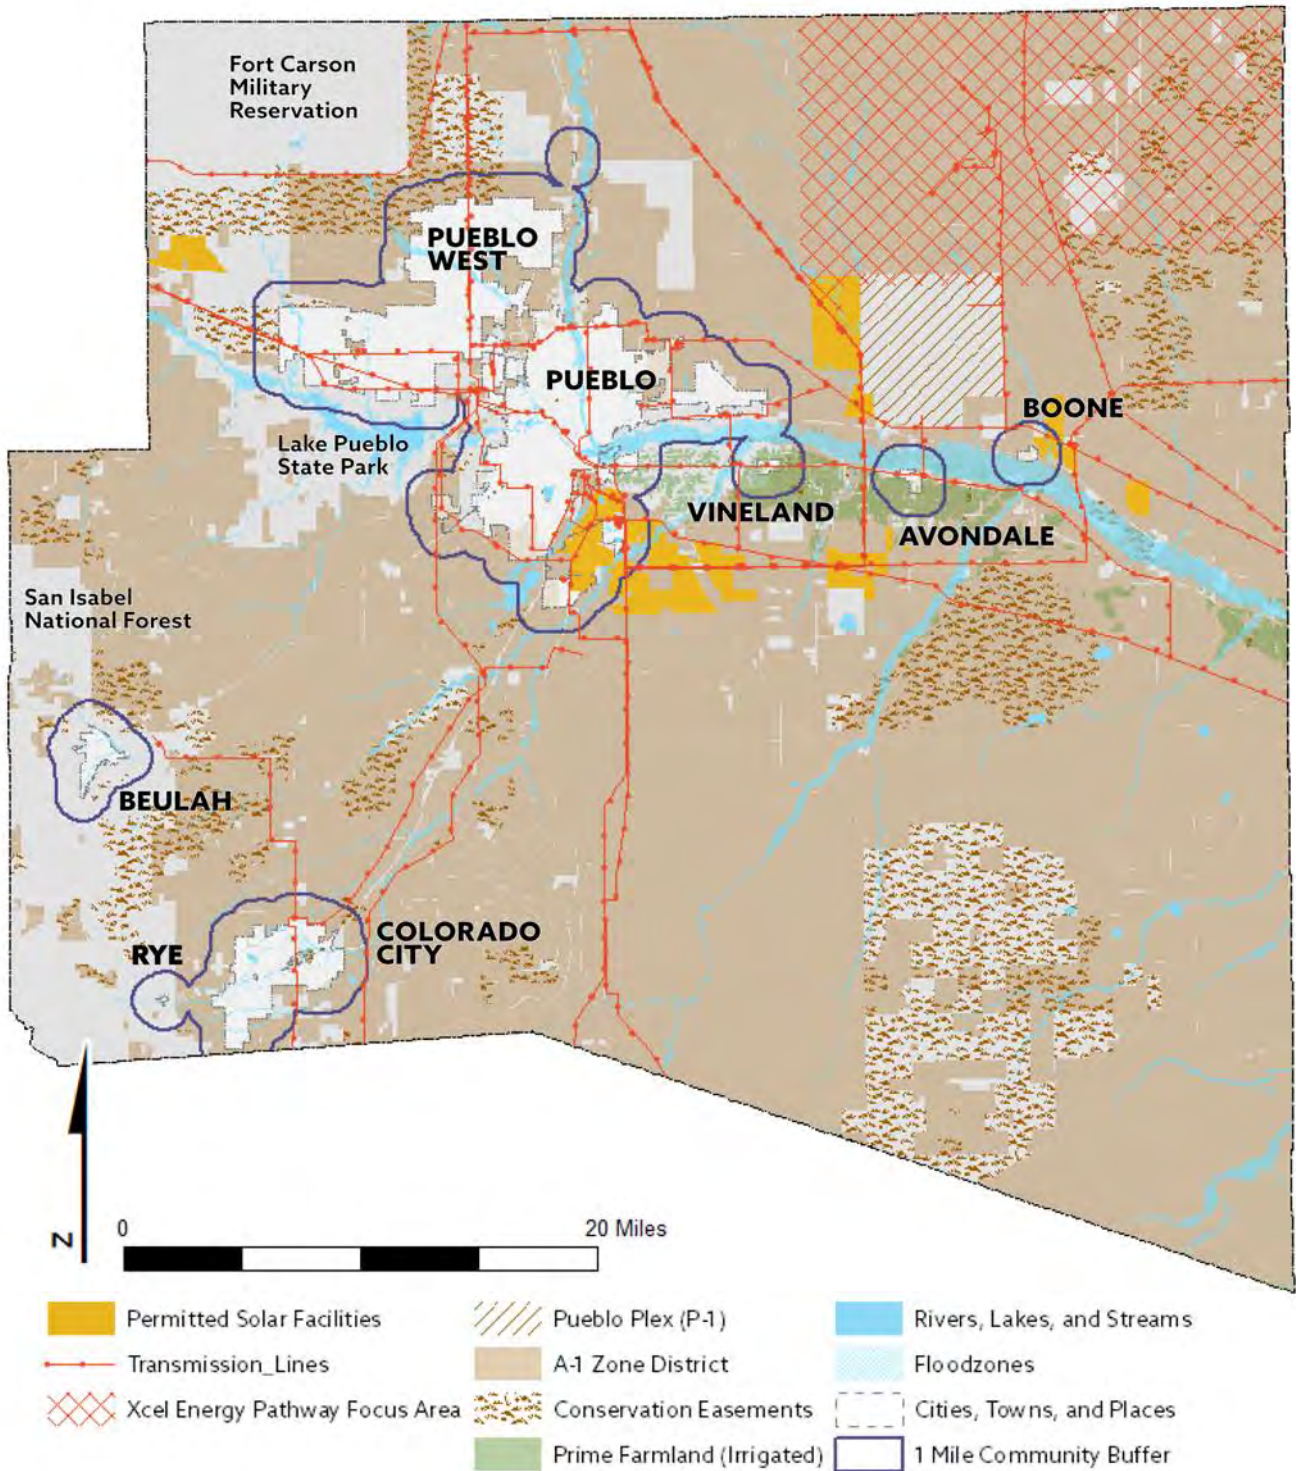 Fort Carson
Military
Reservation
PUEBLO
WEST
PUEBLO
BOONE
Lake Pueblo
State Park
VINELAND
AVONDALE
San Isabel
National Forest
BEULAH
COLORADO
CITY
RYE
N
0
20 Miles
Permitted Solar Facilities
Transmission_Lines
Xcel Energy Pathway Focus Area
Pueblo Plex (P-1)
A-1 Zone District
Conservation Easements
Prime Farmland (Irrigated)
Rivers, Lakes, and Streams
Floodzones
Cities, Towns, and Places
1 Mile Community Buffer